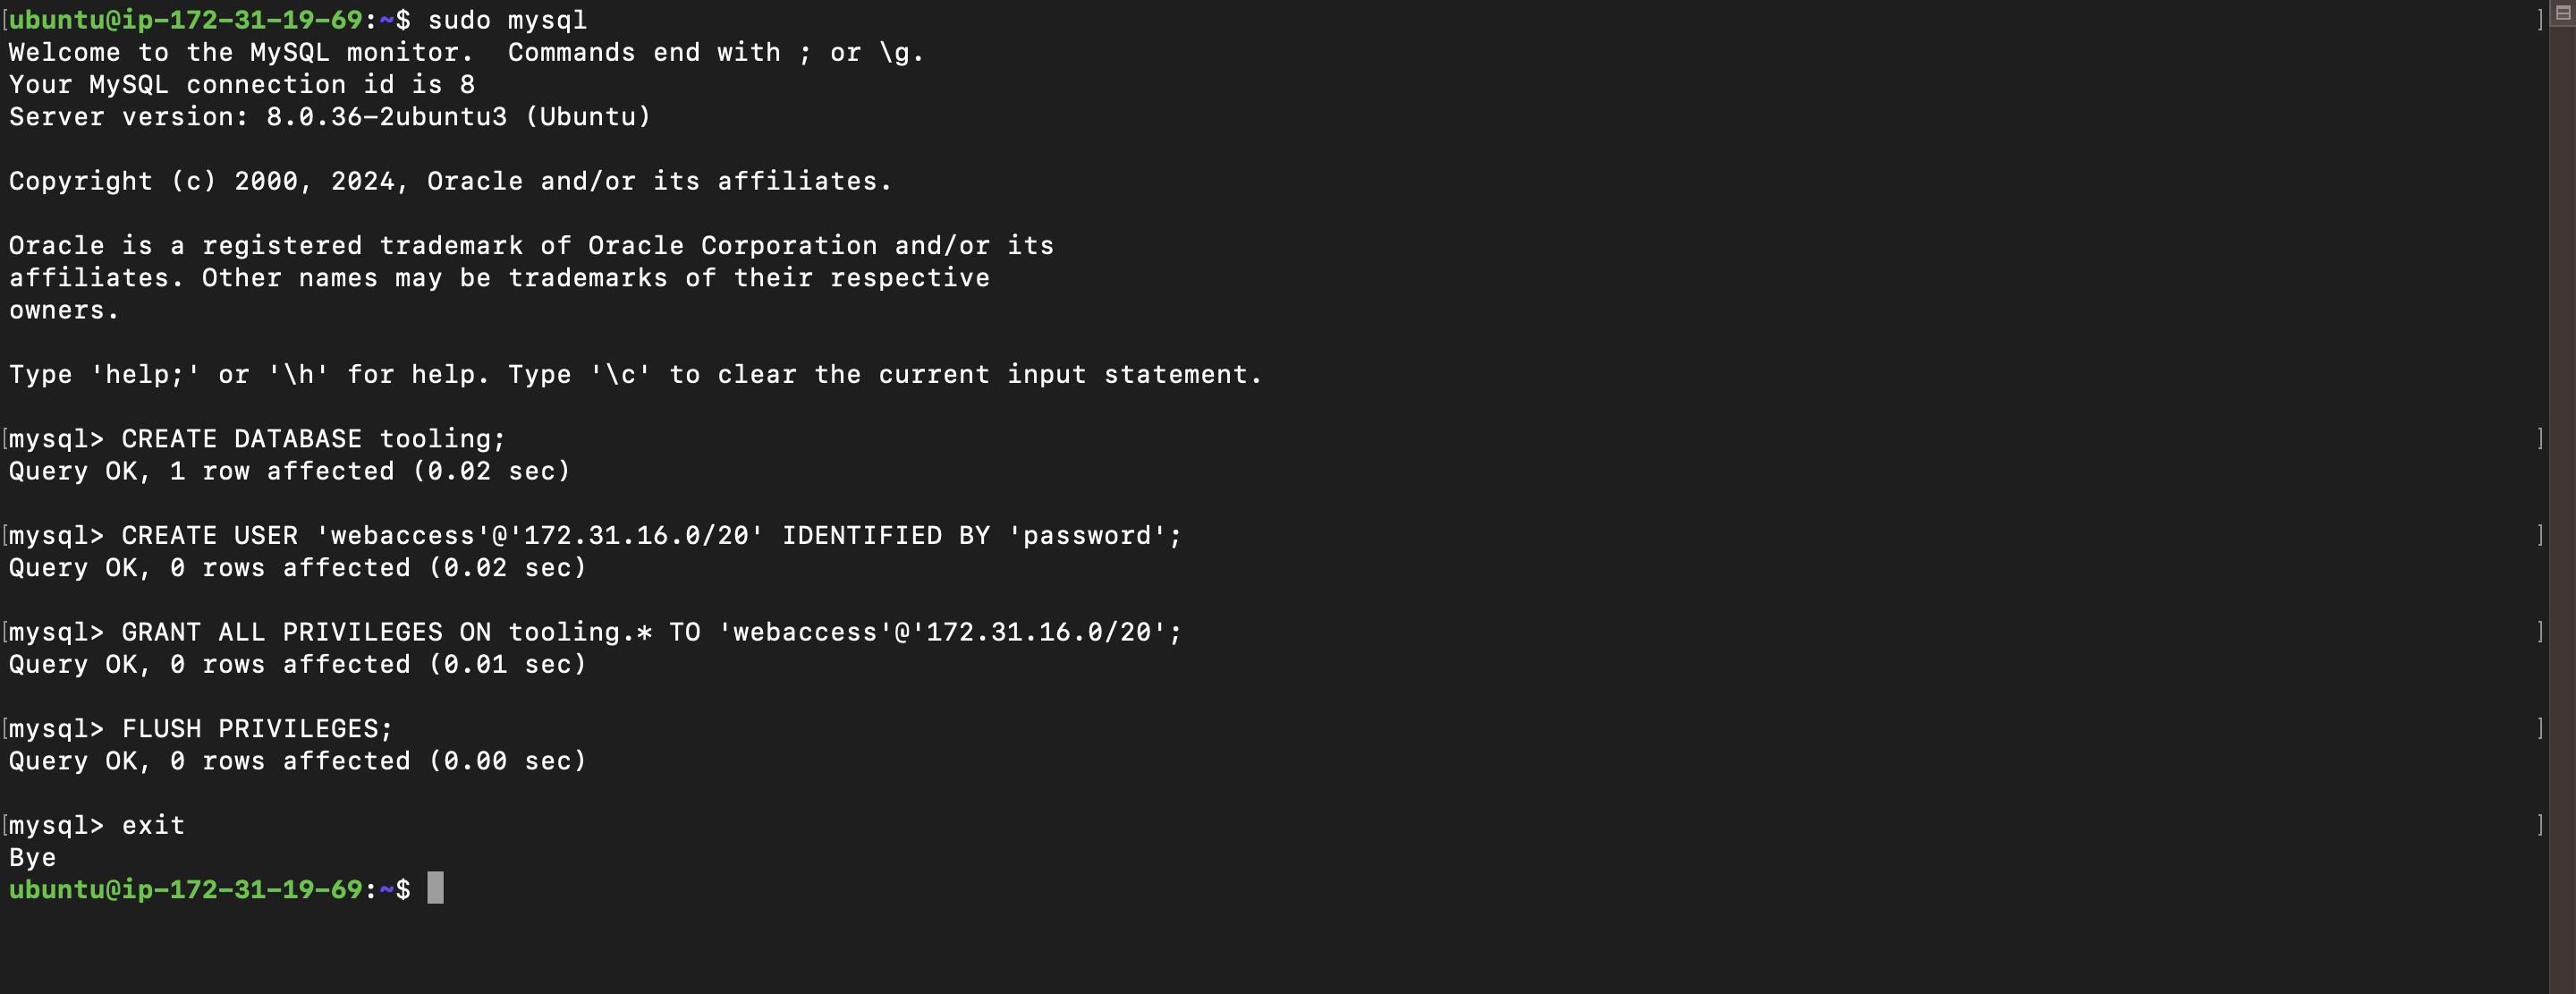 [ubuntu@ip-172-31-19-69:~$ sudo mysql ]
Welcome to the MySQL monitor.  Commands end with ; or \g.
Your MySQL connection id is 8
Server version: 8.0.36-2ubuntu3 (Ubuntu)

Copyright (c) 2000, 2024, Oracle and/or its affiliates.

Oracle is a registered trademark of Oracle Corporation and/or its
affiliates. Other names may be trademarks of their respective
owners.

Type 'help;' or '\h' for help. Type '\c' to clear the current input statement.

[mysql> CREATE DATABASE tooling; ]
Query OK, 1 row affected (0.02 sec)

[mysql> CREATE USER 'webaccess'@'172.31.16.0/20' IDENTIFIED BY 'password'; ]
Query OK, 0 rows affected (0.02 sec)

[mysql> GRANT ALL PRIVILEGES ON tooling.* TO 'webaccess'@'172.31.16.0/20'; ]
Query OK, 0 rows affected (0.01 sec)

[mysql> FLUSH PRIVILEGES; ]
Query OK, 0 rows affected (0.00 sec)

[mysql> exit ]
Bye
ubuntu@ip-172-31-19-69:~$